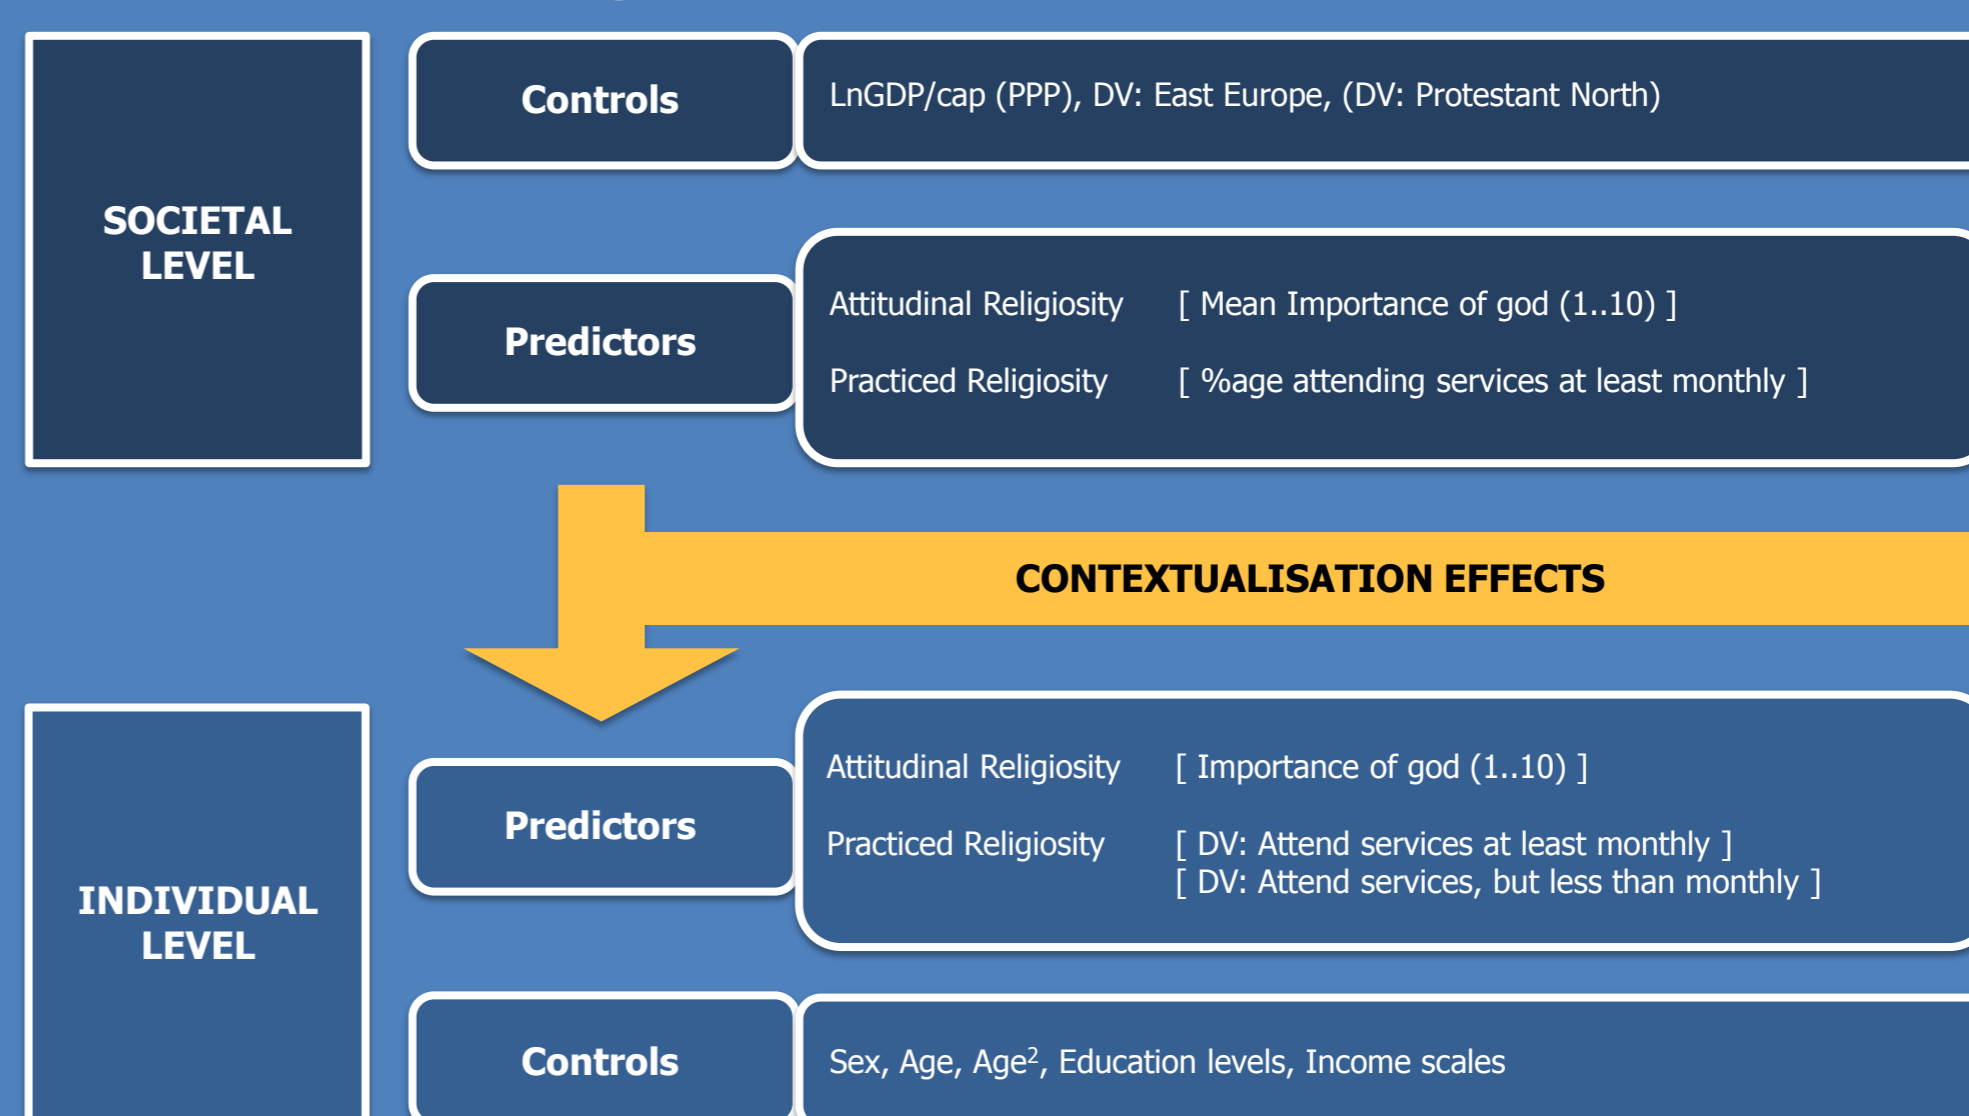 SOCIETAL
LEVEL
Controls
LnGDP/cap (PPP), DV: East Europe, (DV: Protestant North)
Predictors
Attitudinal Religiosity [ Mean Importance of god (1..10) ]
Practiced Religiosity [ %age attending services at least monthly ]
CONTEXTUALISATION EFFECTS
INDIVIDUAL
LEVEL
Predictors
Attitudinal Religiosity [ Importance of god (1..10) ]
Practiced Religiosity [ DV: Attend services at least monthly ]
[ DV: Attend services, but less than monthly ]
Controls
Sex, Age, Age², Education levels, Income scales